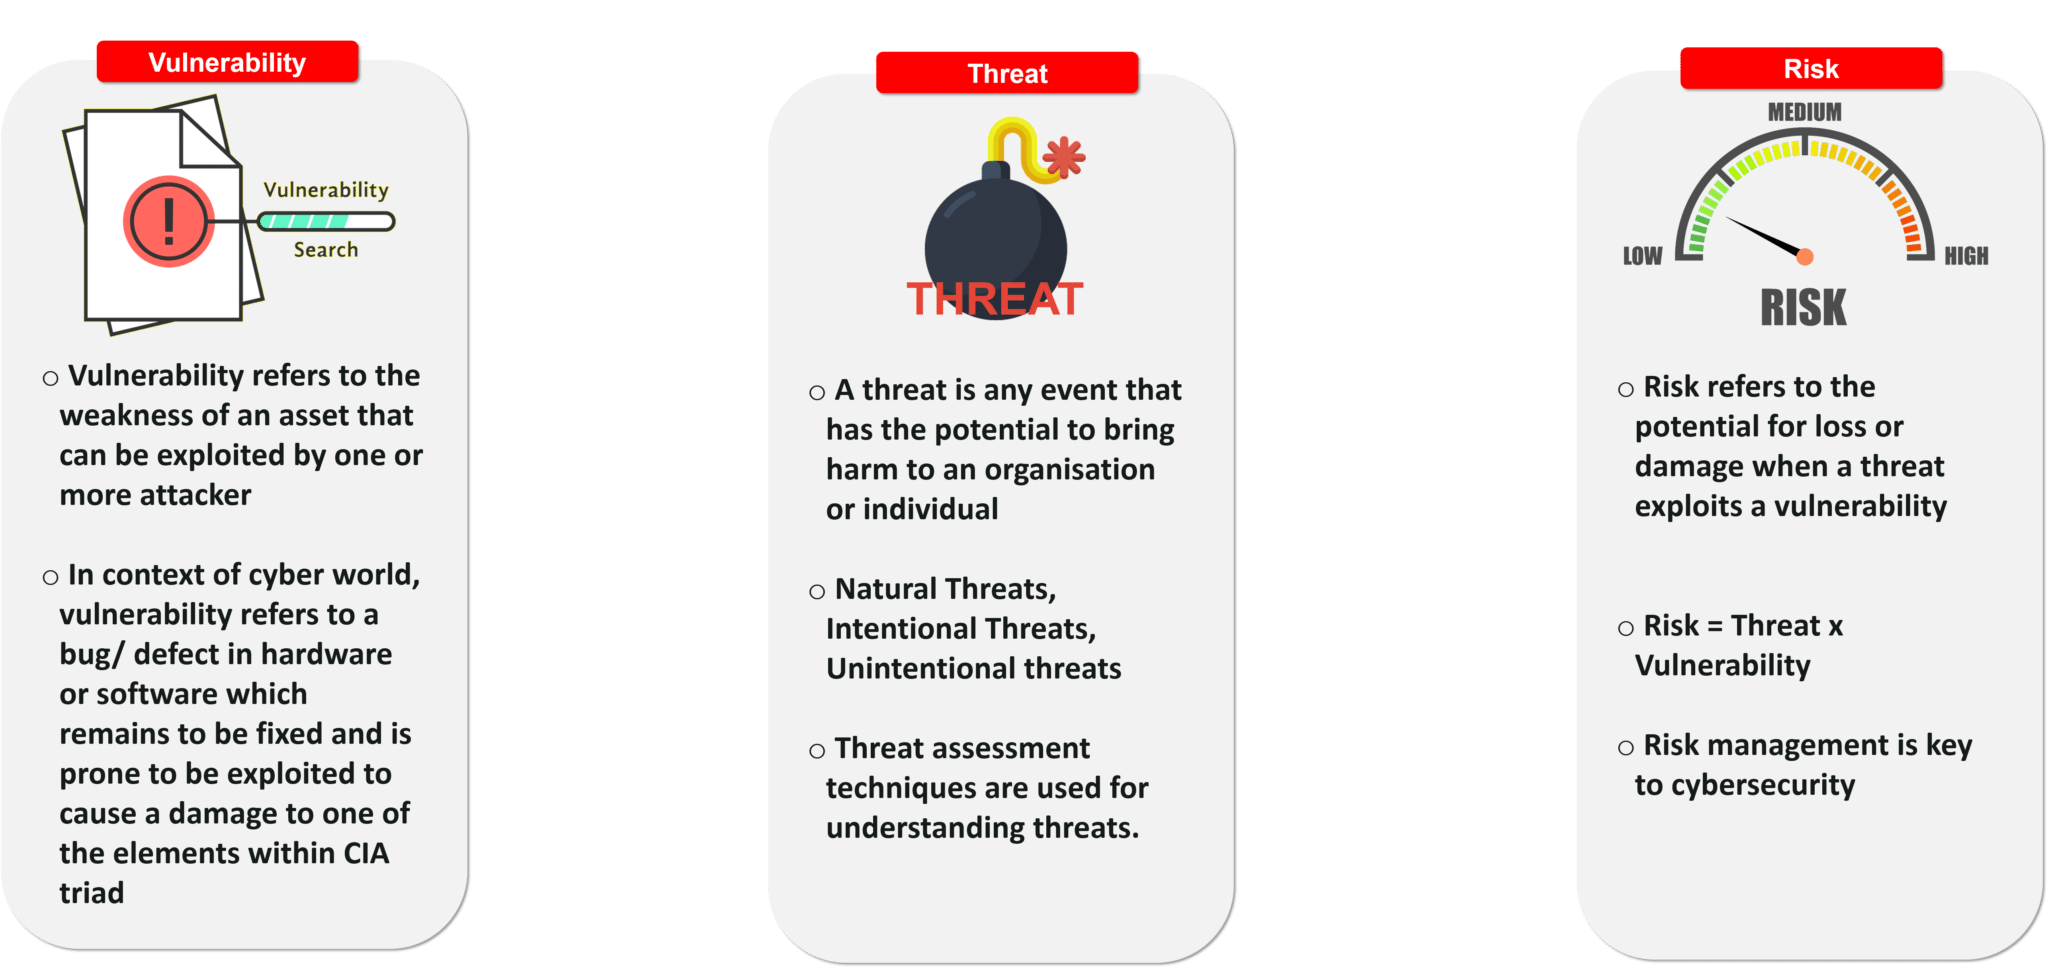 Vulnerability
Vulnerability
Search
○ Vulnerability refers to the
weakness of an asset that
can be exploited by one or
more attacker
○ In context of cyber world,
vulnerability refers to a
bug/ defect in hardware
or software which
remains to be fixed and is
prone to be exploited to
cause a damage to one of
the elements within CIA
triad
Threat
THREAT
○ A threat is any event that
has the potential to bring
harm to an organisation
or individual
○ Natural Threats,
Intentional Threats,
Unintentional threats
○ Threat assessment
techniques are used for
understanding threats.
Risk
MEDIUM
LOW
HIGH
RISK
○ Risk refers to the
potential for loss or
damage when a threat
exploits a vulnerability
○ Risk = Threat x
Vulnerability
○ Risk management is key
to cybersecurity